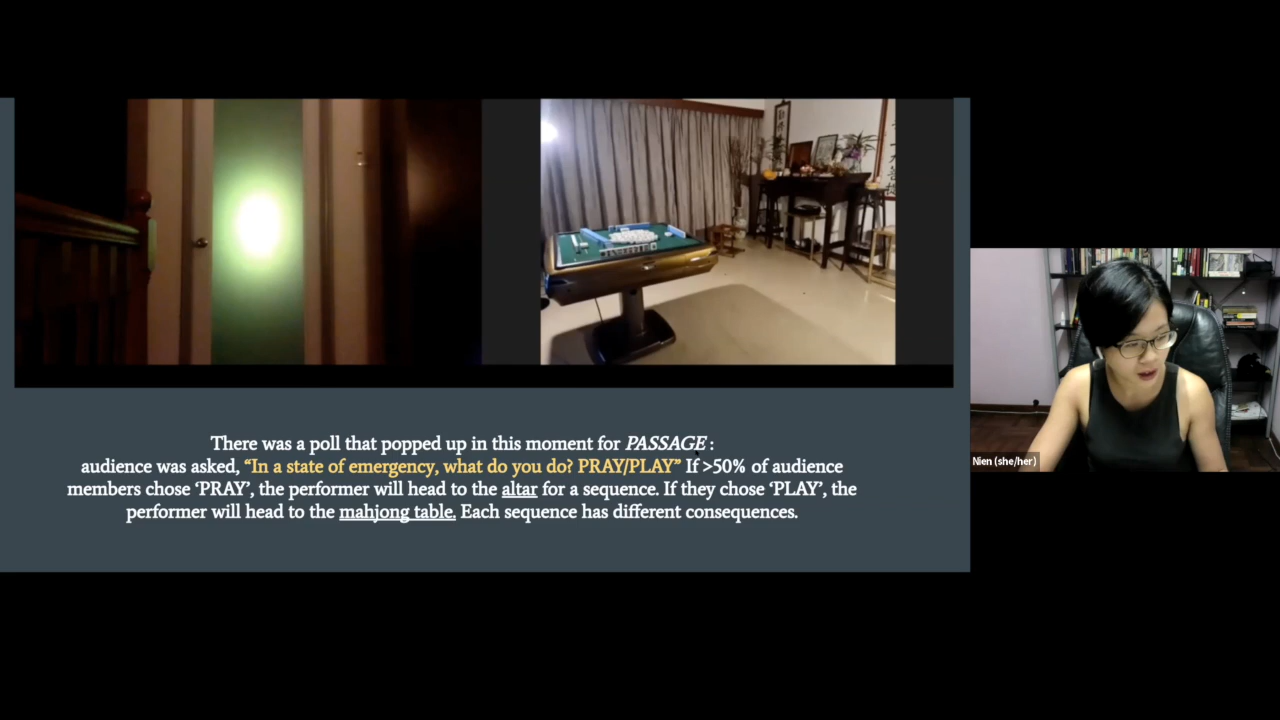 There was a poll that popped up in this moment for PASSAGE :
audience was asked, “In a state of emergency, what do you do? PRAY/PLAY” If >50% of audience
members chose ‘PRAY’, the performer will head to the altar for a sequence. If they chose ‘PLAY’, the
performer will head to the mahjong table. Each sequence has different consequences.
Nien (she/her)